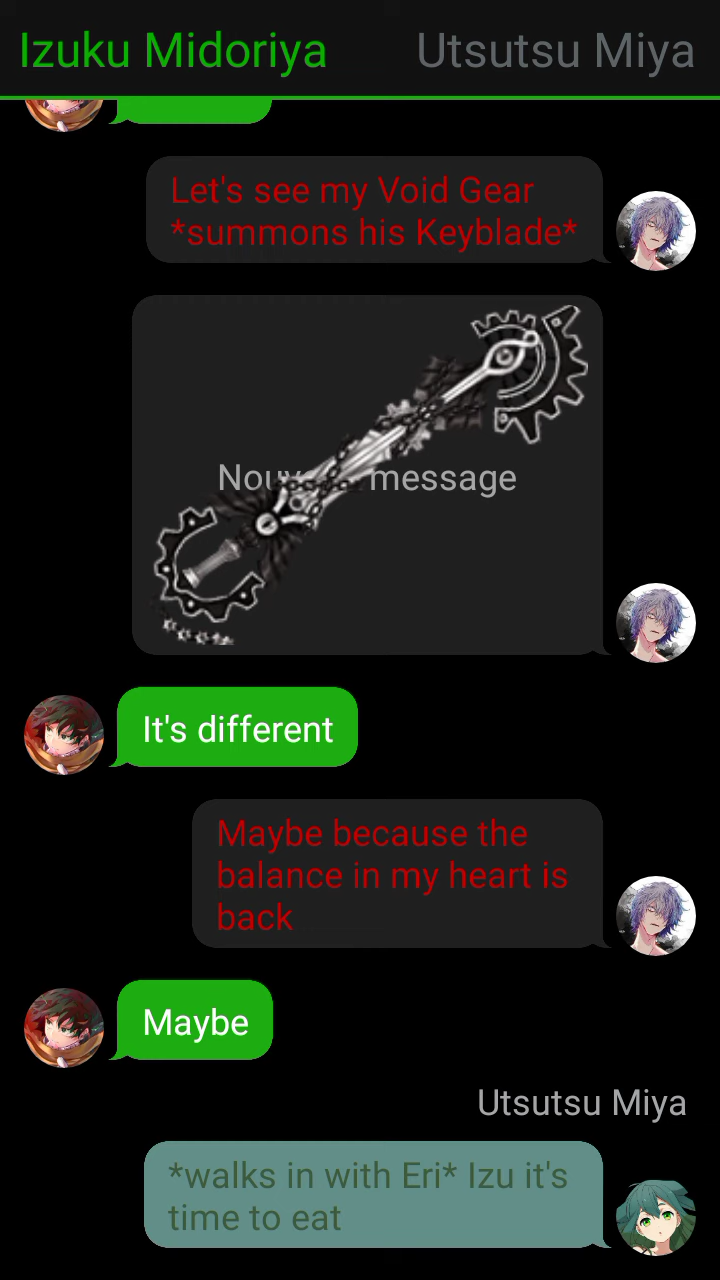 Izuku Midoriya
Utsutsu Miya
Let's see my Void Gear
*summons his Keyblade*
message
It's different
Maybe because the
balance in my heart is
back
Maybe
Utsutsu Miya
*walks in with Eri* Izu it's
time to eat